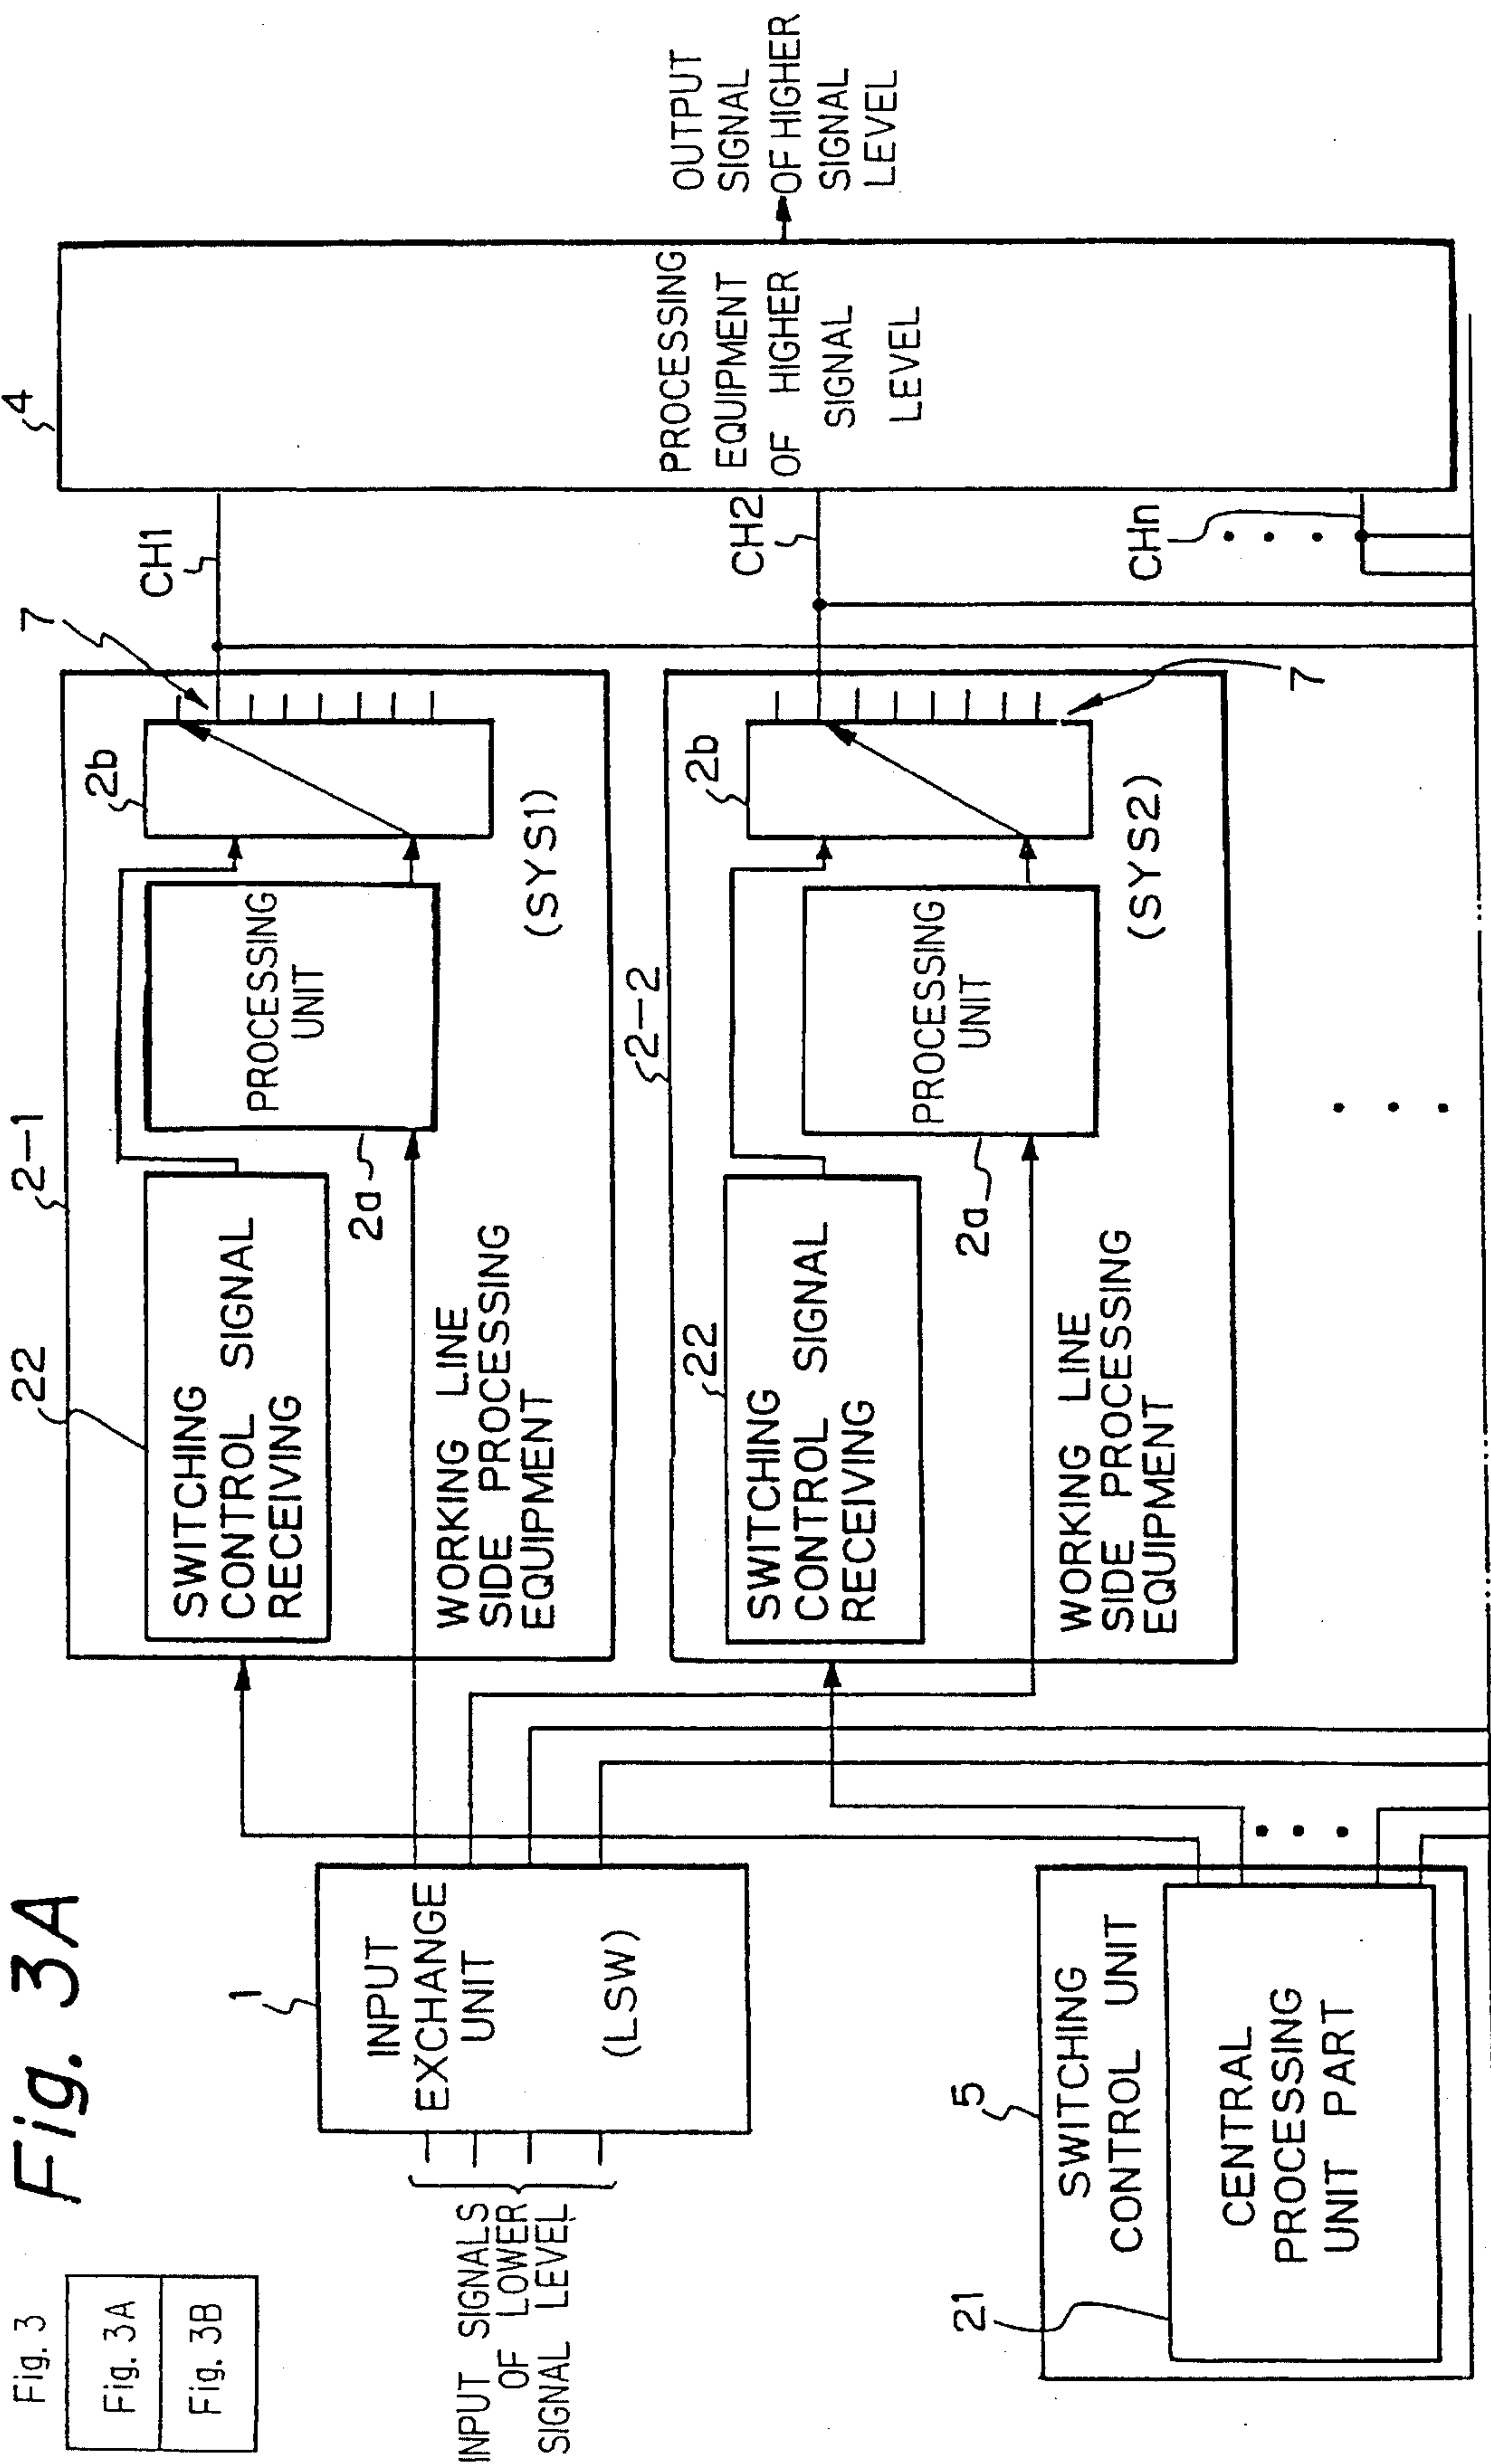 Fig. 3
Fig. 3A
Fig. 3B
Fig. 3A
INPUT SIGNALS
OF LOWER
SIGNAL LEVEL
1
INPUT
EXCHANGE
UNIT
(LSW)
5
SWITCHING
CONTROL UNIT
21
CENTRAL
PROCESSING
UNIT PART
2-1
22
SWITCHING
CONTROL SIGNAL
RECEIVING
2a
PROCESSING
UNIT
2b
7
(SYS1)
WORKING LINE
SIDE PROCESSING
EQUIPMENT
CH1
2-2
22
SWITCHING
CONTROL SIGNAL
RECEIVING
2a
PROCESSING
UNIT
2b
7
(SYS2)
WORKING LINE
SIDE PROCESSING
EQUIPMENT
CH2
CHn
4
PROCESSING
EQUIPMENT
OF HIGHER
SIGNAL
LEVEL
OUTPUT
SIGNAL
OF HIGHER
SIGNAL
LEVEL